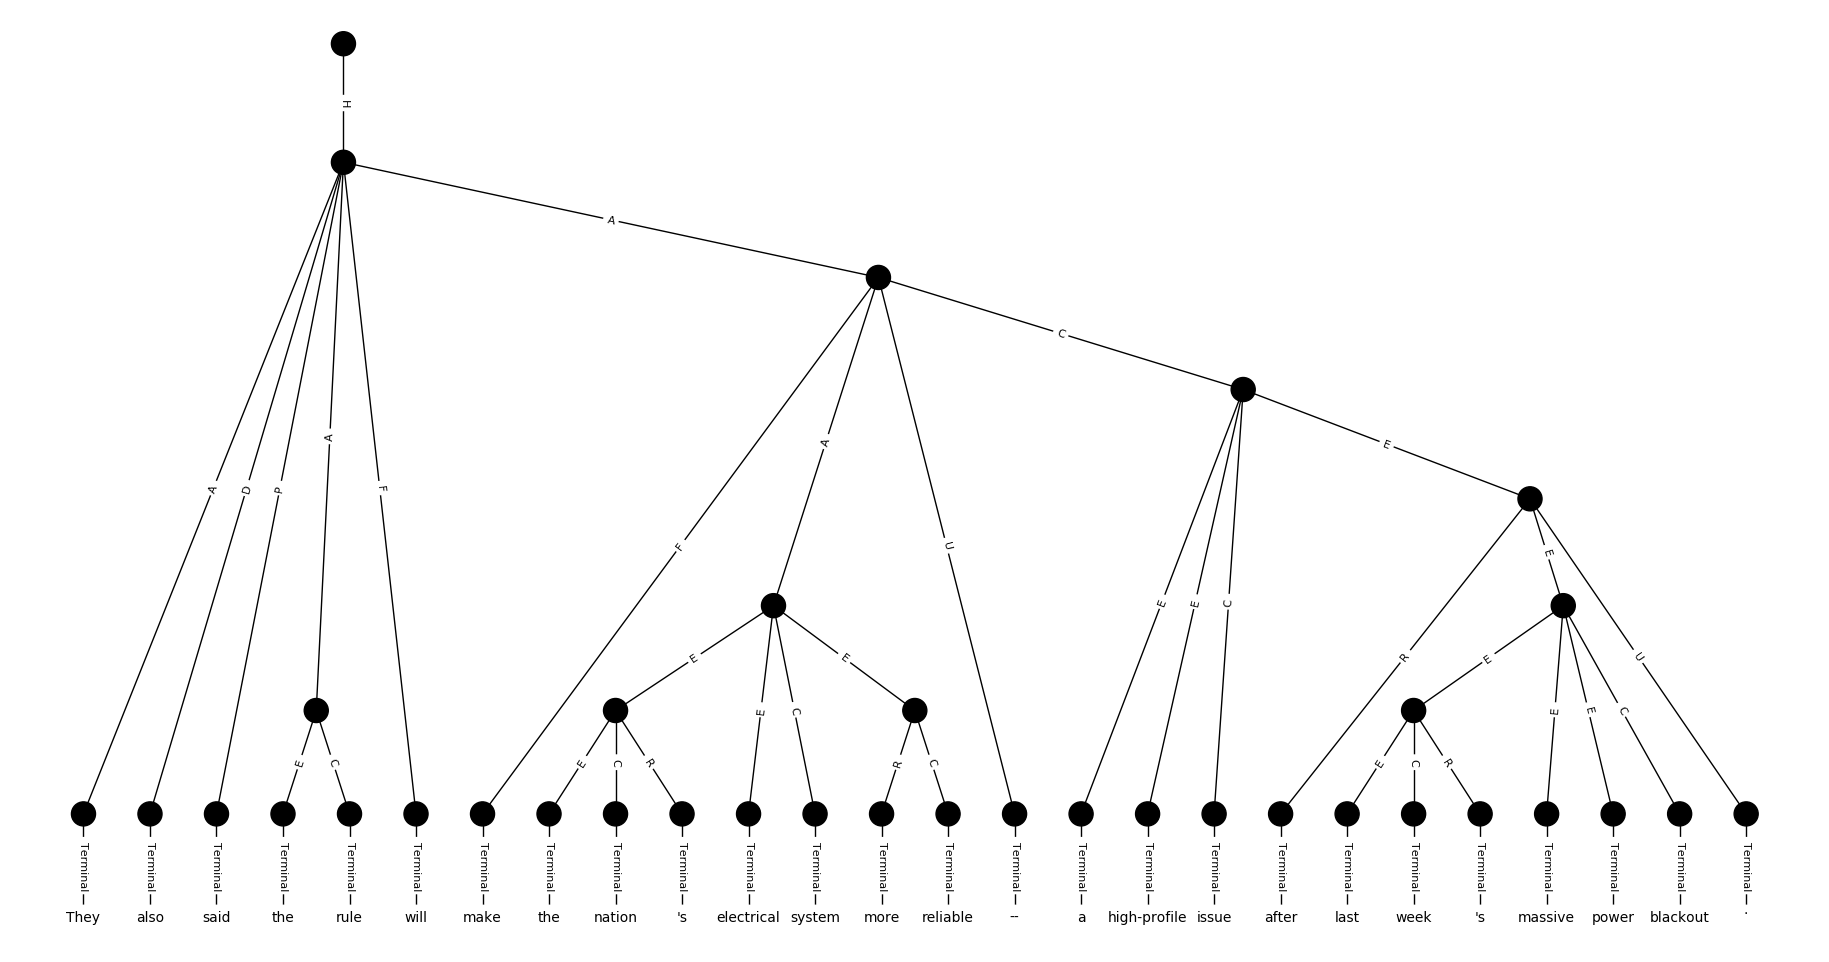 H
A
C
E
A D P A F
F A U
E E C
R E U
E E C E
E E E C
E C
E C R
R C
E C R
Terminal Terminal Terminal Terminal Terminal Terminal Terminal Terminal Terminal Terminal Terminal Terminal Terminal Terminal Terminal Terminal Terminal Terminal Terminal Terminal Terminal Terminal Terminal Terminal Terminal Terminal
They also said the rule will make the nation 's electrical system more reliable -- a high-profile issue after last week 's massive power blackout .